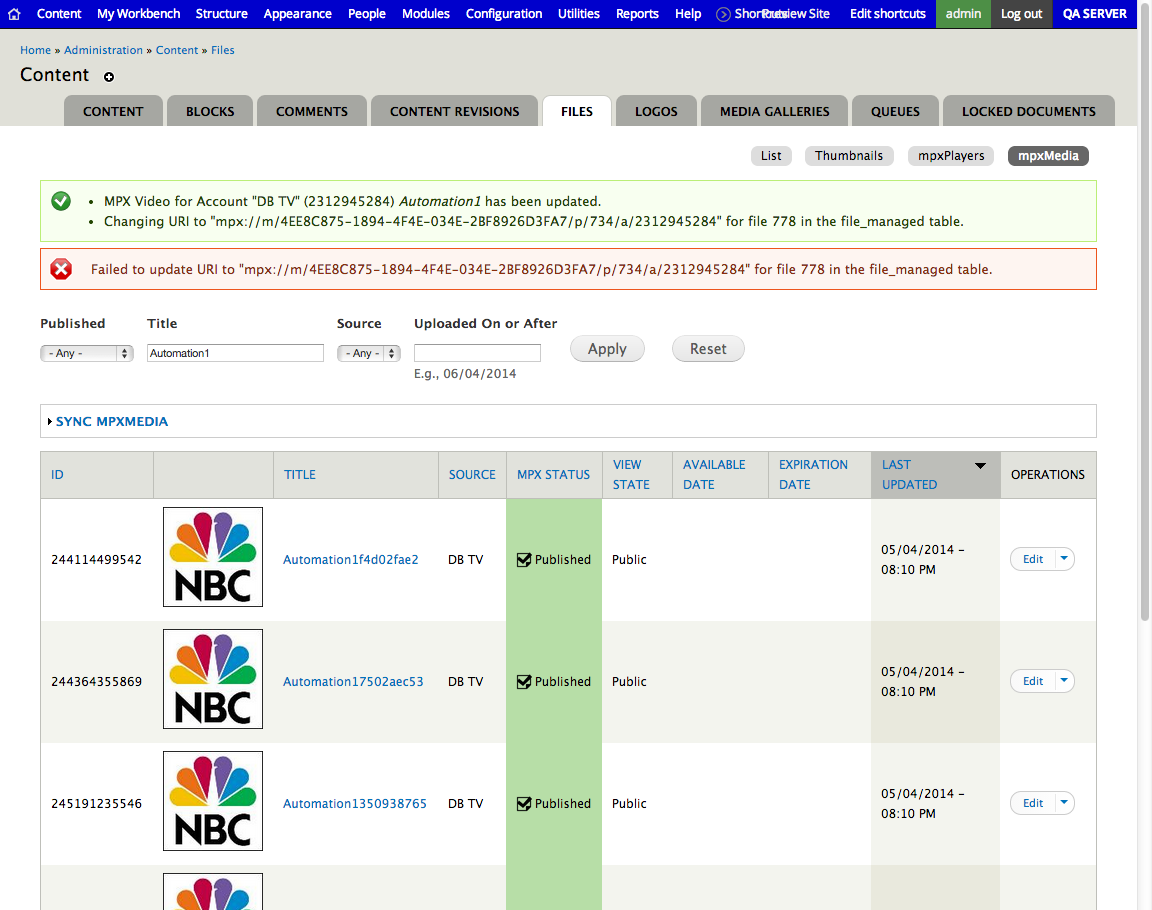 Content My Workbench Structure Appearance People Modules Configuration Utilities Reports Help Preview Site Edit shortcuts admin Log out QA SERVER
Home » Administration » Content » Files
Content
CONTENT BLOCKS COMMENTS CONTENT REVISIONS FILES LOGOS MEDIA GALLERIES QUEUES LOCKED DOCUMENTS
List Thumbnails mpxPlayers mpxMedia
• MPX Video for Account "DB TV" (2312945284) Automation1 has been updated.
• Changing URI to "mpx://m/4EE8C875-1894-4F4E-034E-2BF8926D3FA7/p/734/a/2312945284" for file 778 in the file_managed table.
Failed to update URI to "mpx://m/4EE8C875-1894-4F4E-034E-2BF8926D3FA7/p/734/a/2312945284" for file 778 in the file_managed table.
Published Title Source Uploaded On or After
- Any - Automation1 - Any - Apply Reset
E.g., 06/04/2014
SYNC MPXMEDIA
ID TITLE SOURCE MPX STATUS VIEW STATE AVAILABLE DATE EXPIRATION DATE LAST UPDATED OPERATIONS
244114499542 NBC Automation1f4d02fae2 DB TV Published Public 05/04/2014 – 08:10 PM Edit
244364355869 NBC Automation17502aec53 DB TV Published Public 05/04/2014 – 08:10 PM Edit
245191235546 NBC Automation1350938765 DB TV Published Public 05/04/2014 – 08:10 PM Edit